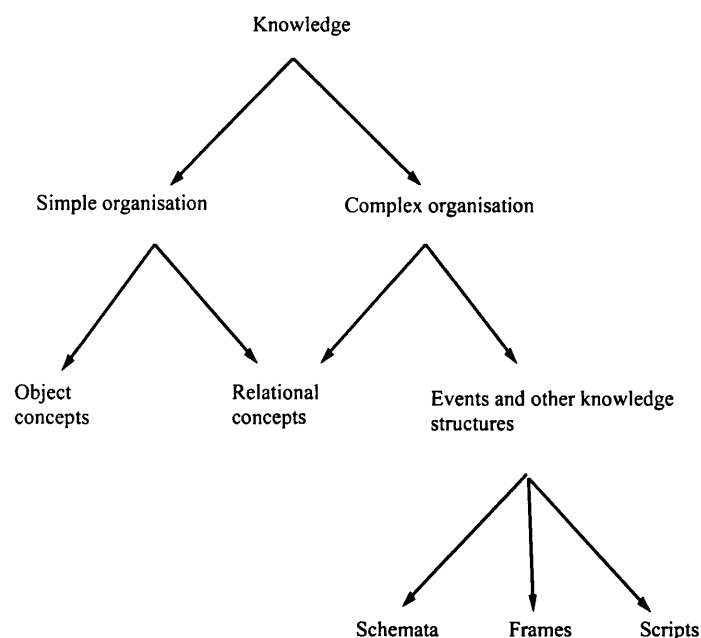 Knowledge
Simple organisation
Complex organisation
Object
concepts
Relational
concepts
Events and other knowledge
structures
Schemata
Frames
Scripts